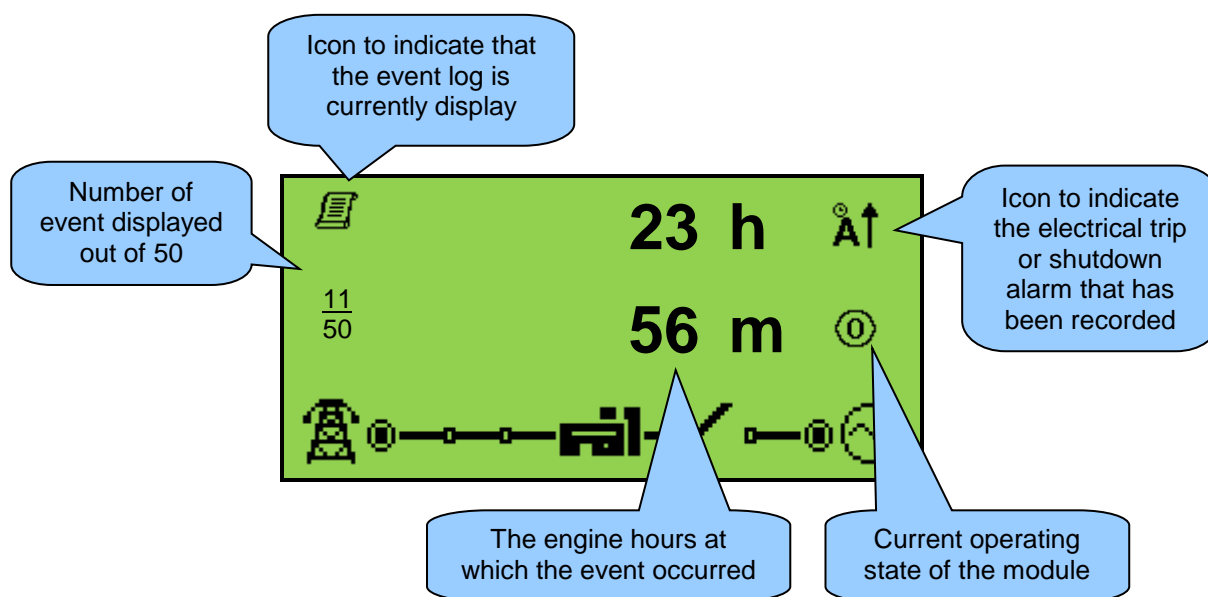 Icon to indicate that
the event log is
currently display
Number of
event displayed
out of 50
Icon to indicate
the electrical trip
or shutdown
alarm that has
been recorded
23 h
A
11
50
56 m
0
The engine hours at
which the event occurred
Current operating
state of the module